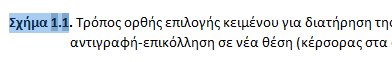 Σχήμα 1.1. Τρόπος ορθής επιλογής κειμένου για διατήρηση της
αντιγραφή-επικόλληση σε νέα θέση (κέρσορας στα